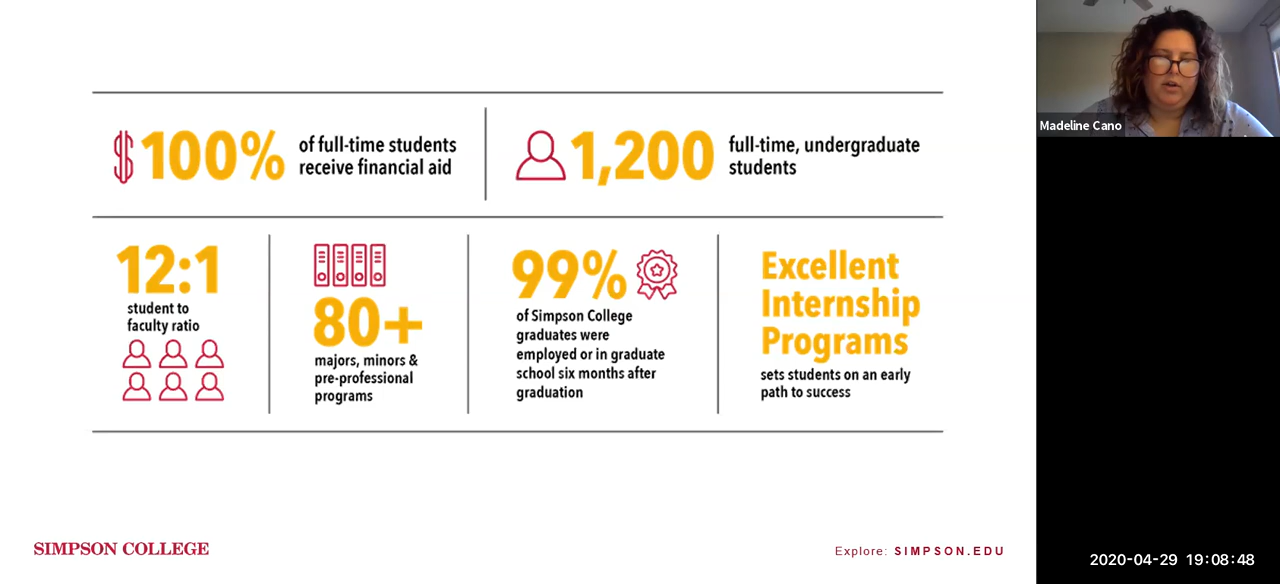 $100% of full-time students
receive financial aid
1,200 full-time, undergraduate
students
12:1
student to
faculty ratio
80+
majors, minors &
pre-professional
programs
99%
of Simpson College
graduates were
employed or in graduate
school six months after
graduation
Excellent
Internship
Programs
sets students on an early
path to success
SIMPSON COLLEGE
Explore: SIMPSON.EDU
Madeline Cano
2020-04-29 19:08:48